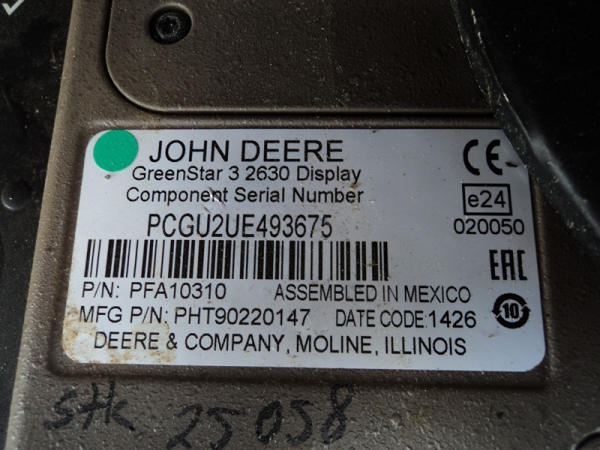 JOHN DEERE
GreenStar 3 2630 Display
Component Serial Number
PCGU2UE493675
P/N: PFA10310 ASSEMBLED IN MEXICO
MFG P/N: PHT90220147 DATE CODE:1426
DEERE & COMPANY, MOLINE, ILLINOIS
CE
e24
020050
EAC
10
stk 25058